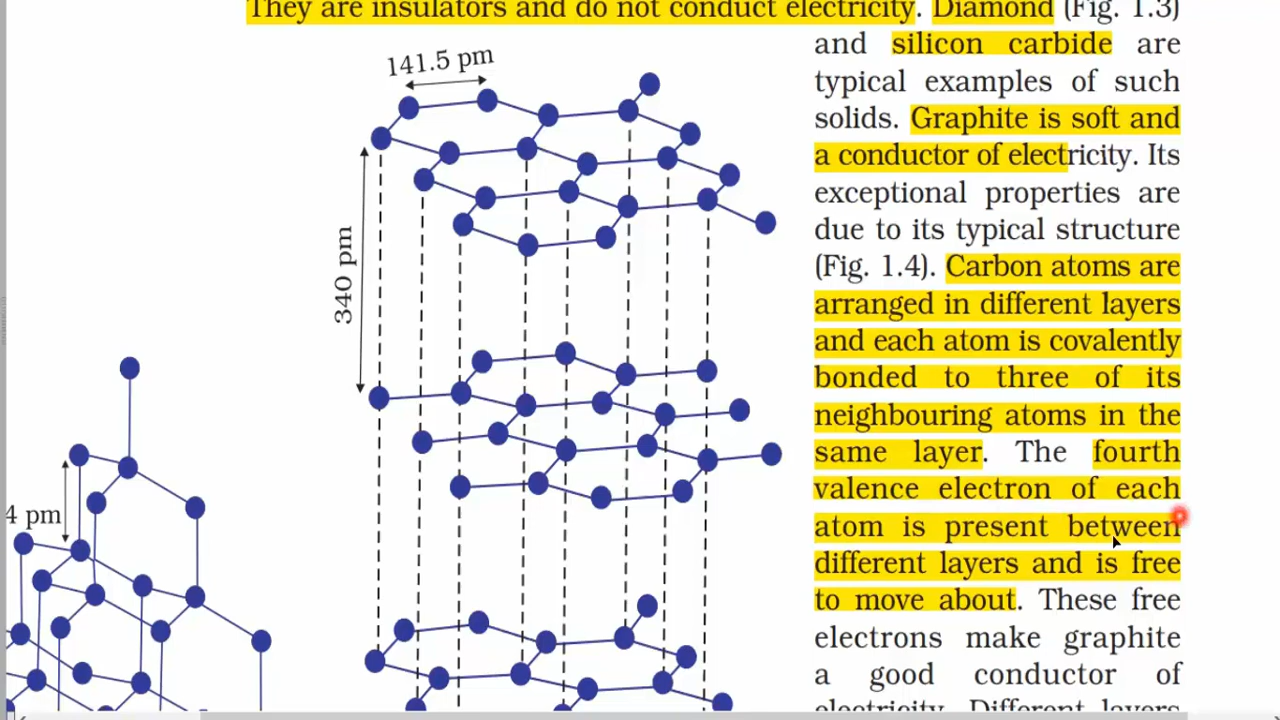 They are insulators and do not conduct electricity. Diamond (Fig. 1.3)
and silicon carbide are
typical examples of such
solids. Graphite is soft and
a conductor of electricity. Its
exceptional properties are
due to its typical structure
(Fig. 1.4). Carbon atoms are
arranged in different layers
and each atom is covalently
bonded to three of its
neighbouring atoms in the
same layer. The fourth
valence electron of each
atom is present between
different layers and is free
to move about. These free
electrons make graphite
a good conductor of
electricity. Different layers
141.5 pm
340 pm
4 pm